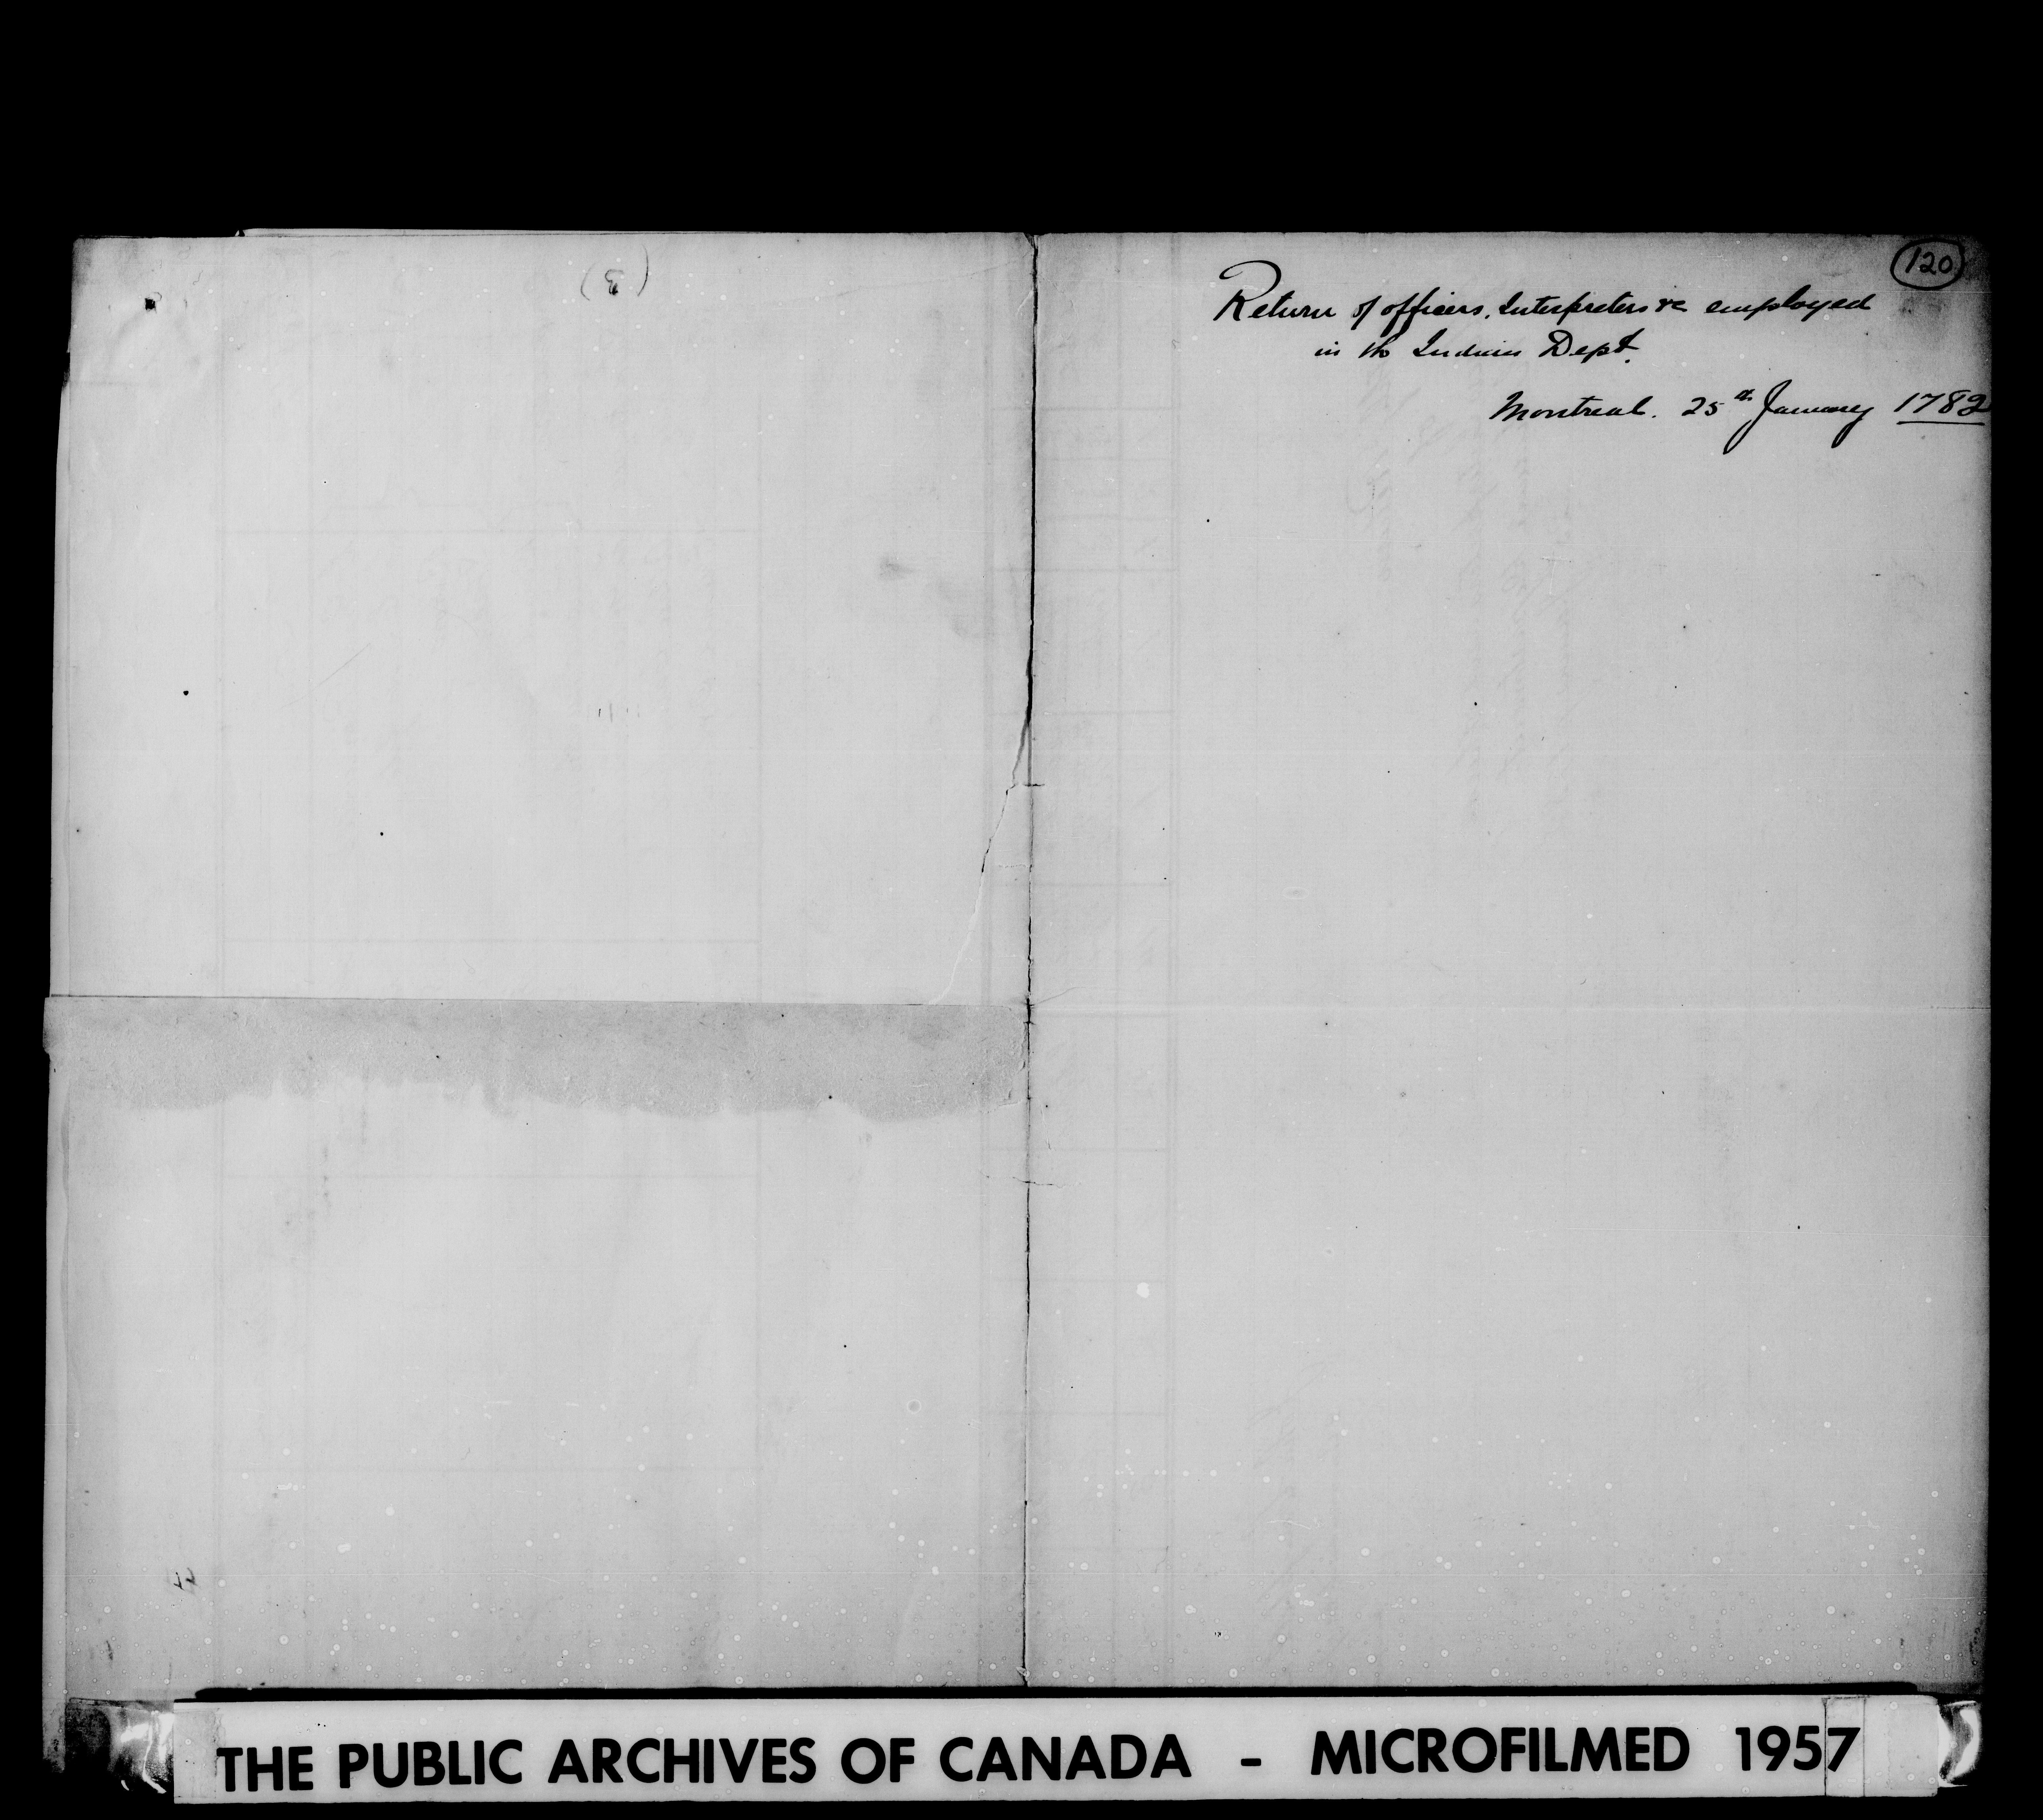 (3)
120
Return of officers, Interpreters &c employed
in the Indian Dept.
Montreal. 25th January 1782
THE PUBLIC ARCHIVES OF CANADA - MICROFILMED 1957